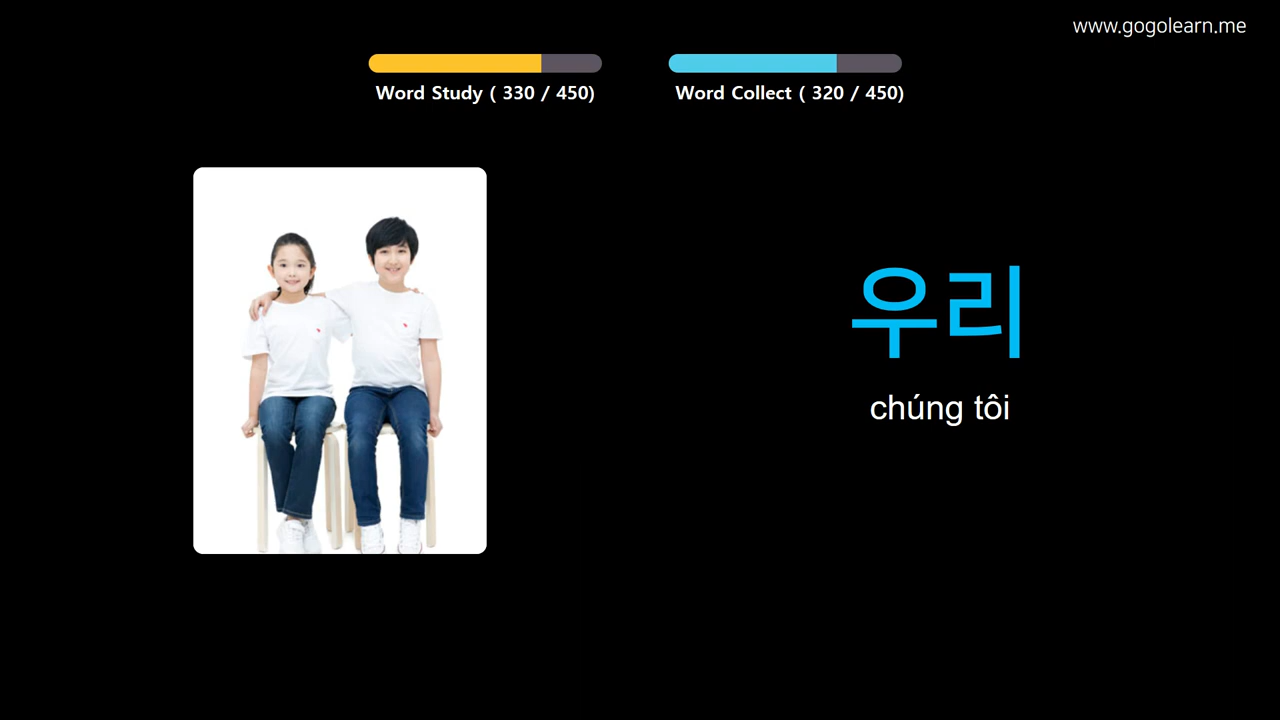 www.gogolearn.me
Word Study ( 330 / 450)
Word Collect ( 320 / 450)
우리
chúng tôi